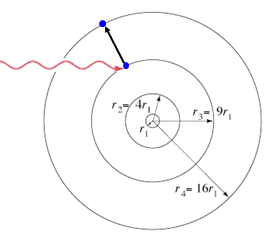 r₂= 4r₁
r₃= 9r₁
r₁
r₄= 16r₁